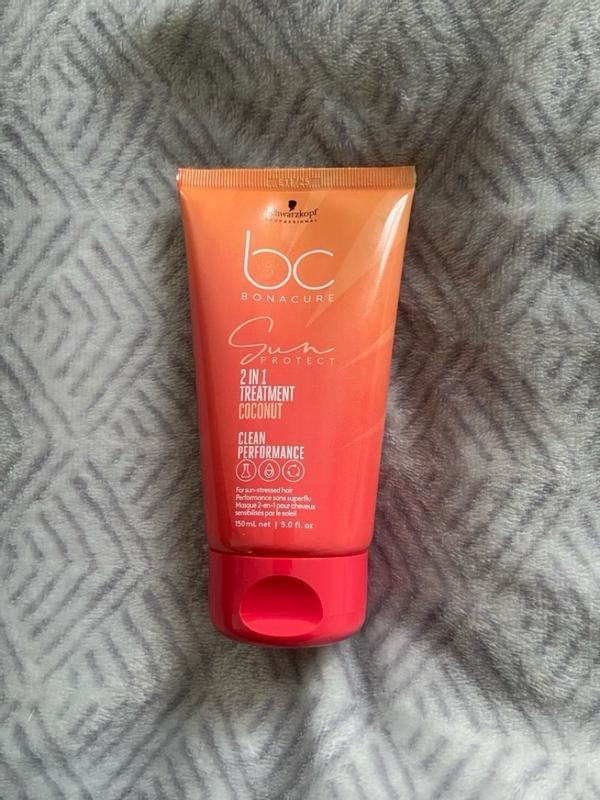 Schwarzkopf
PROFESSIONAL
bc
BONACURE
Sun
PROTECT
2 IN 1
TREATMENT
COCONUT
CLEAN
PERFORMANCE
For sun-stressed hair
Performance sans superflu
Masque 2-en-1 pour cheveux
sensibilisés par le soleil
150 mL net | 5.0 fl. oz